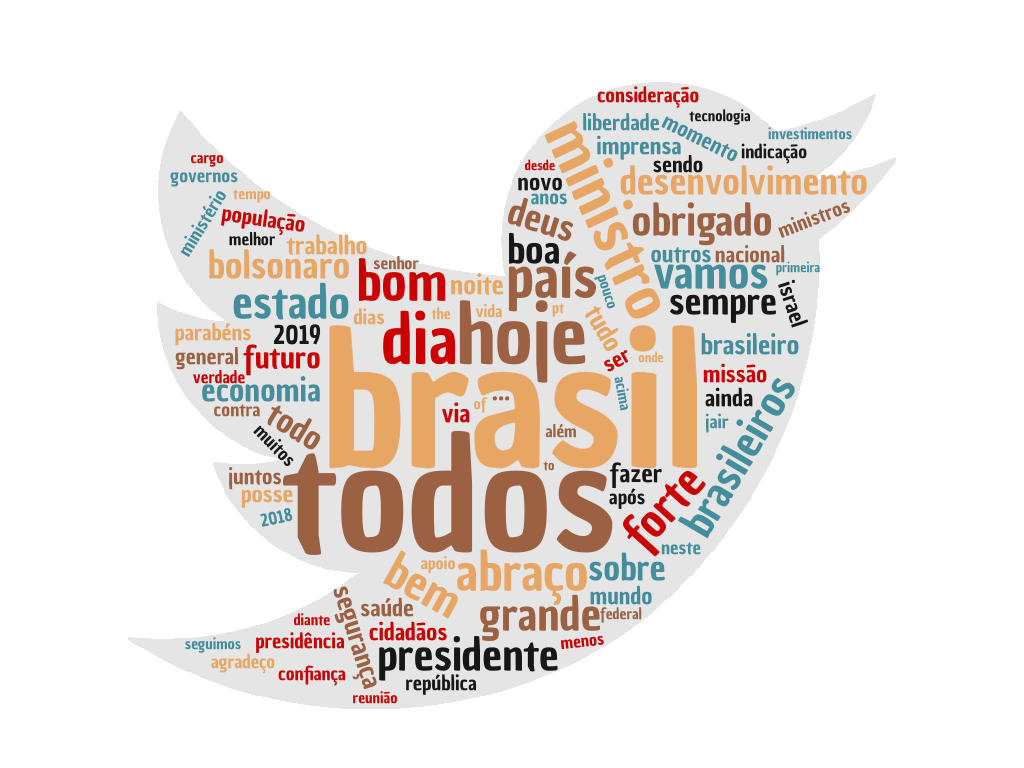 consideração
tecnologia
liberdade
momento
investimentos
imprensa
indicação
ministro
sendo
desde
cargo
governos
novo
desenvolvimento
anos
tempo
ministério
população
deus
obrigado
ministros
melhor
trabalho
boa
outros
nacional
senhor
bolsonaro
bom
noite
país
pouco
vamos
primeira
estado
dias
the
vida
pt
sempre
israel
parabéns
2019
dia
hoje
tudo
brasileiro
general
futuro
ser
onde
verdade
missão
economia
brasil
acima
ainda
contra
via
of
...
jair
todo
além
muitos
to
brasileiros
juntos
todos
fazer
posse
após
2018
forte
neste
apoio
bem
abraço
sobre
mundo
segurança
saúde
grande
federal
diante
cidadãos
seguimos
presidência
menos
agradeço
presidente
confiança
república
reunião